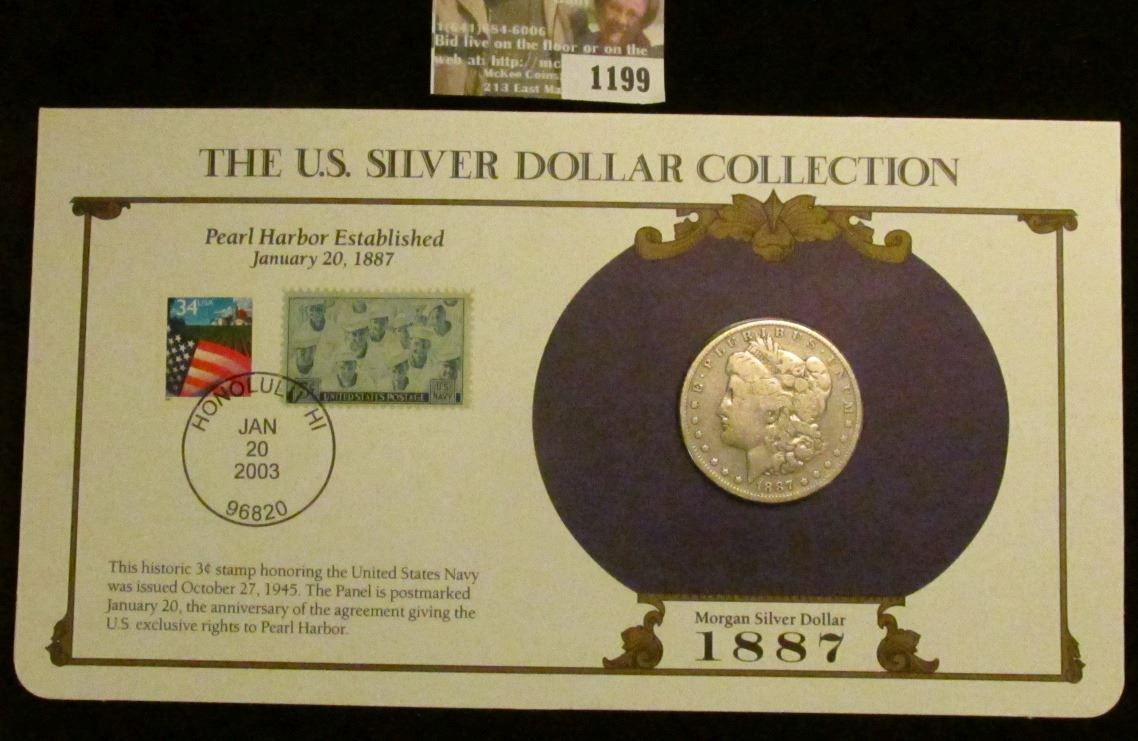 1(641)684-6006
Bid live on the floor or on the
web at: http://mc
McKee Coins
213 East Ma
1199
THE U.S. SILVER DOLLAR COLLECTION
Pearl Harbor Established
January 20, 1887
34 USA
UNITED STATES POSTAGE
U.S. NAVY
HONOLULU HI
JAN
20
2003
96820
E·PLURIBUS UNUM
1887
This historic 3¢ stamp honoring the United States Navy
was issued October 27, 1945. The Panel is postmarked
January 20, the anniversary of the agreement giving the
U.S. exclusive rights to Pearl Harbor.
Morgan Silver Dollar
1887